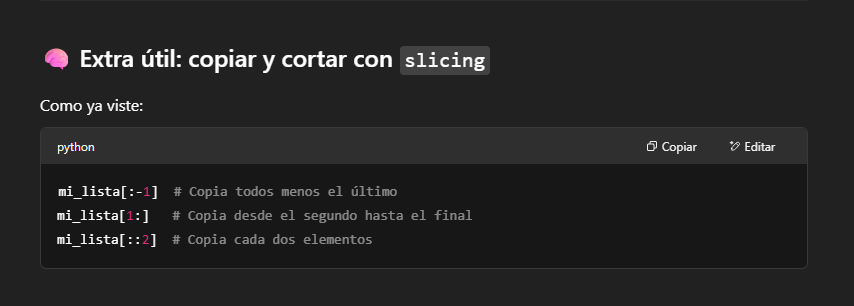 🧠 Extra útil: copiar y cortar con slicing
Como ya viste:
python Copiar Editar
mi_lista[:-1]  # Copia todos menos el último
mi_lista[1:]   # Copia desde el segundo hasta el final
mi_lista[::2]  # Copia cada dos elementos